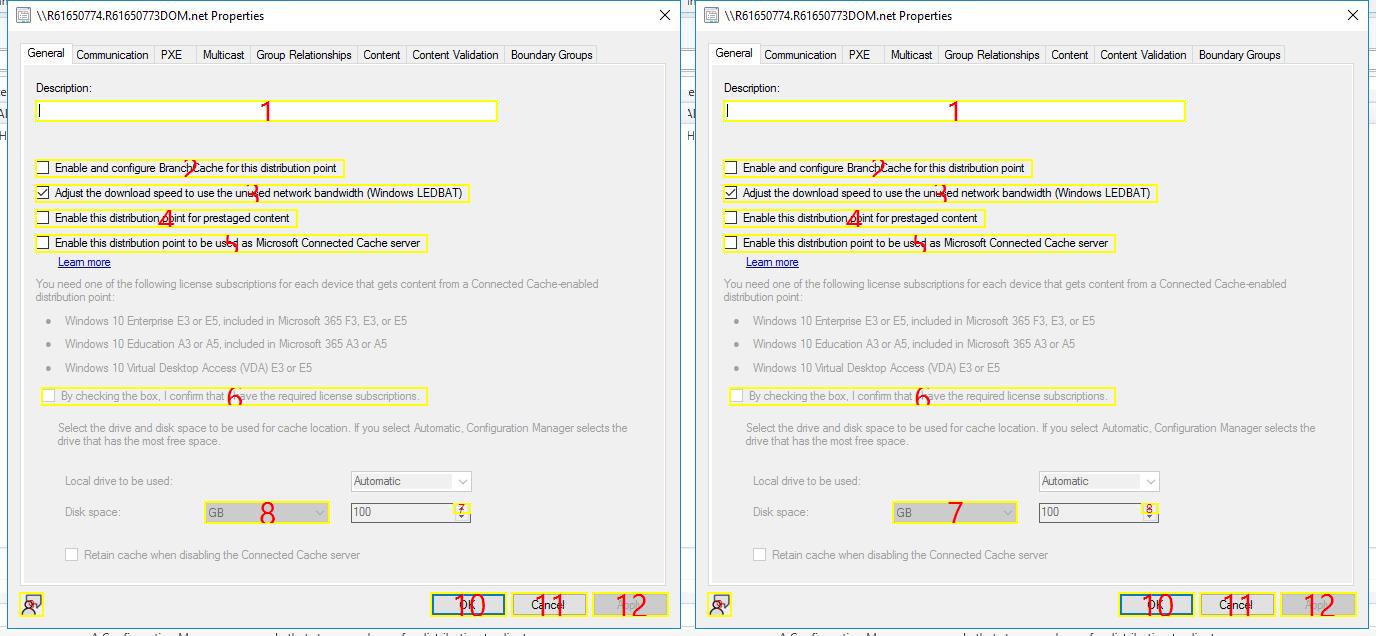 \\R61650774.R61650773DOM.net Properties
General Communication PXE Multicast Group Relationships Content Content Validation Boundary Groups
Description:
1
Enable and configure BranchCache for this distribution point
2
Adjust the download speed to use the unused network bandwidth (Windows LEDBAT)
3
Enable this distribution point for prestaged content
4
Enable this distribution point to be used as Microsoft Connected Cache server
5
Learn more
You need one of the following license subscriptions for each device that gets content from a Connected Cache-enabled
distribution point:
• Windows 10 Enterprise E3 or E5, included in Microsoft 365 F3, E3, or E5
• Windows 10 Education A3 or A5, included in Microsoft 365 A3 or A5
• Windows 10 Virtual Desktop Access (VDA) E3 or E5
By checking the box, I confirm that I have the required license subscriptions.
6
Select the drive and disk space to be used for cache location. If you select Automatic, Configuration Manager selects the
drive that has the most free space.
Local drive to be used: Automatic
Disk space: GB 8 100 7
Retain cache when disabling the Connected Cache server
OK 10 Cancel 11 Apply 12
\\R61650774.R61650773DOM.net Properties
General Communication PXE Multicast Group Relationships Content Content Validation Boundary Groups
Description:
1
Enable and configure BranchCache for this distribution point
2
Adjust the download speed to use the unused network bandwidth (Windows LEDBAT)
3
Enable this distribution point for prestaged content
4
Enable this distribution point to be used as Microsoft Connected Cache server
5
Learn more
You need one of the following license subscriptions for each device that gets content from a Connected Cache-enabled
distribution point:
• Windows 10 Enterprise E3 or E5, included in Microsoft 365 F3, E3, or E5
• Windows 10 Education A3 or A5, included in Microsoft 365 A3 or A5
• Windows 10 Virtual Desktop Access (VDA) E3 or E5
By checking the box, I confirm that I have the required license subscriptions.
6
Select the drive and disk space to be used for cache location. If you select Automatic, Configuration Manager selects the
drive that has the most free space.
Local drive to be used: Automatic
Disk space: GB 7 100 8
Retain cache when disabling the Connected Cache server
OK 10 Cancel 11 Apply 12